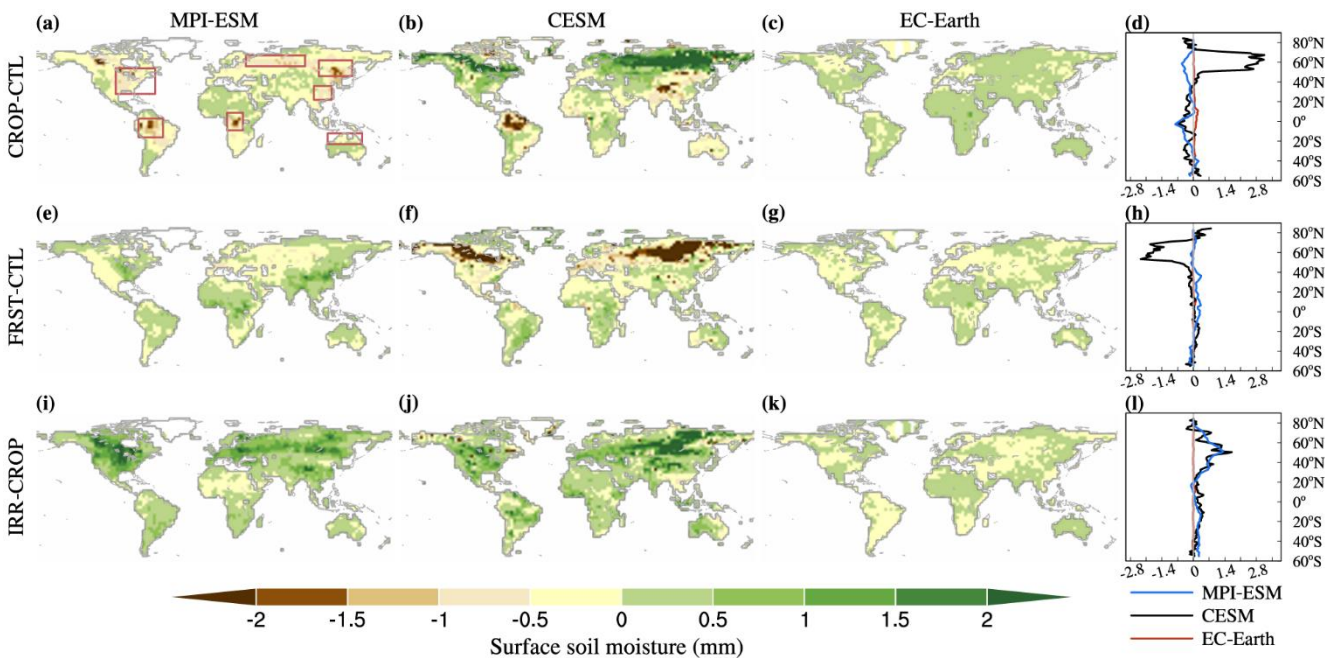 MPI-ESM CESM EC-Earth
(a) (b) (c) (d)
CROP-CTL
80°N
60°N
40°N
20°N
0°
20°S
40°S
60°S
-2.8 -1.4 0 1.4 2.8
(e) (f) (g) (h)
FRST-CTL
80°N
60°N
40°N
20°N
0°
20°S
40°S
60°S
-2.8 -1.4 0 1.4 2.8
(i) (j) (k) (l)
IRR-CROP
80°N
60°N
40°N
20°N
0°
20°S
40°S
60°S
-2.8 -1.4 0 1.4 2.8
-2 -1.5 -1 -0.5 0 0.5 1 1.5 2
Surface soil moisture (mm)
MPI-ESM
CESM
EC-Earth